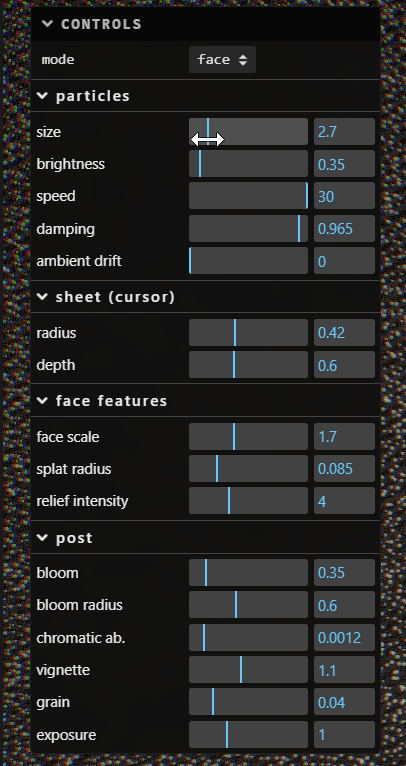 CONTROLS
mode face
particles
size 2.7
brightness 0.35
speed 30
damping 0.965
ambient drift 0
sheet (cursor)
radius 0.42
depth 0.6
face features
face scale 1.7
splat radius 0.085
relief intensity 4
post
bloom 0.35
bloom radius 0.6
chromatic ab. 0.0012
vignette 1.1
grain 0.04
exposure 1